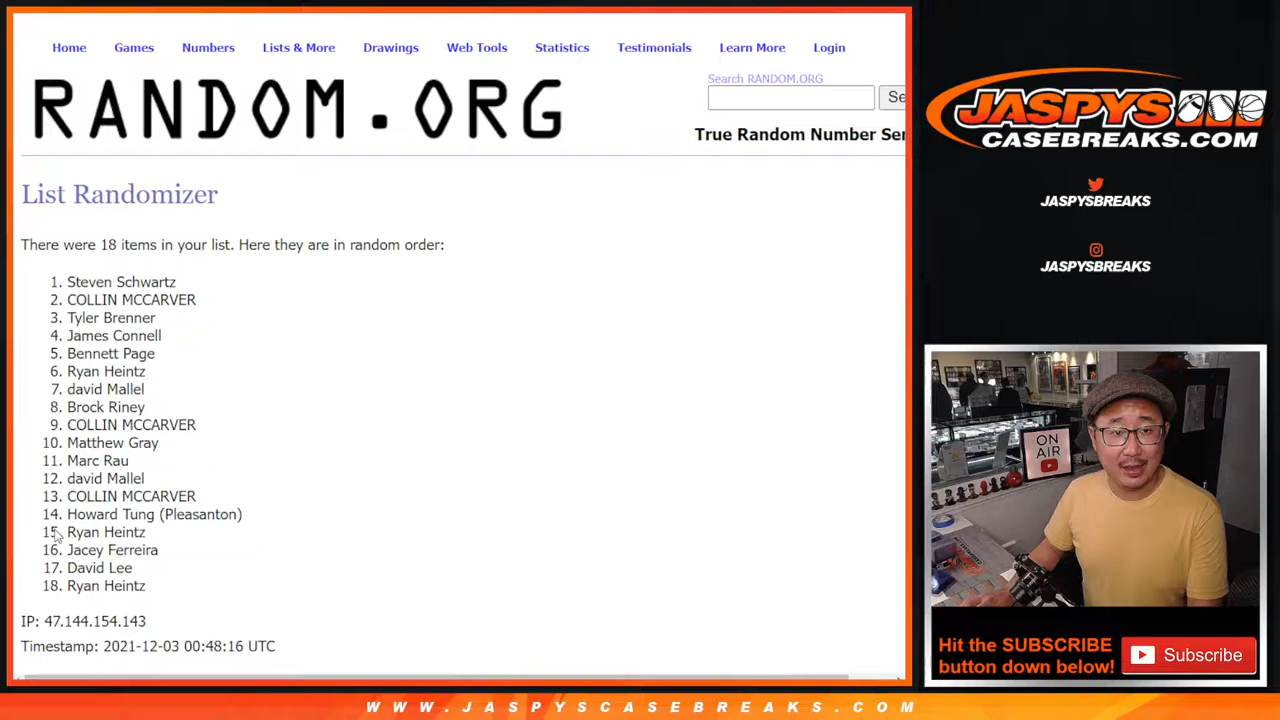 Home Games Numbers Lists & More Drawings Web Tools Statistics Testimonials Learn More Login
RANDOM.ORG
Search RANDOM.ORG
Se
True Random Number Ser
List Randomizer
There were 18 items in your list. Here they are in random order:
1. Steven Schwartz
2. COLLIN MCCARVER
3. Tyler Brenner
4. James Connell
5. Bennett Page
6. Ryan Heintz
7. david Mallel
8. Brock Riney
9. COLLIN MCCARVER
10. Matthew Gray
11. Marc Rau
12. david Mallel
13. COLLIN MCCARVER
14. Howard Tung (Pleasanton)
15. Ryan Heintz
16. Jacey Ferreira
17. David Lee
18. Ryan Heintz
IP: 47.144.154.143
Timestamp: 2021-12-03 00:48:16 UTC
JASPYS
CASEBREAKS.COM
JASPYSBREAKS
JASPYSBREAKS
ON
AIR
Hit the SUBSCRIBE
button down below!
Subscribe
WWW.JASPYSCASEBREAKS.COM